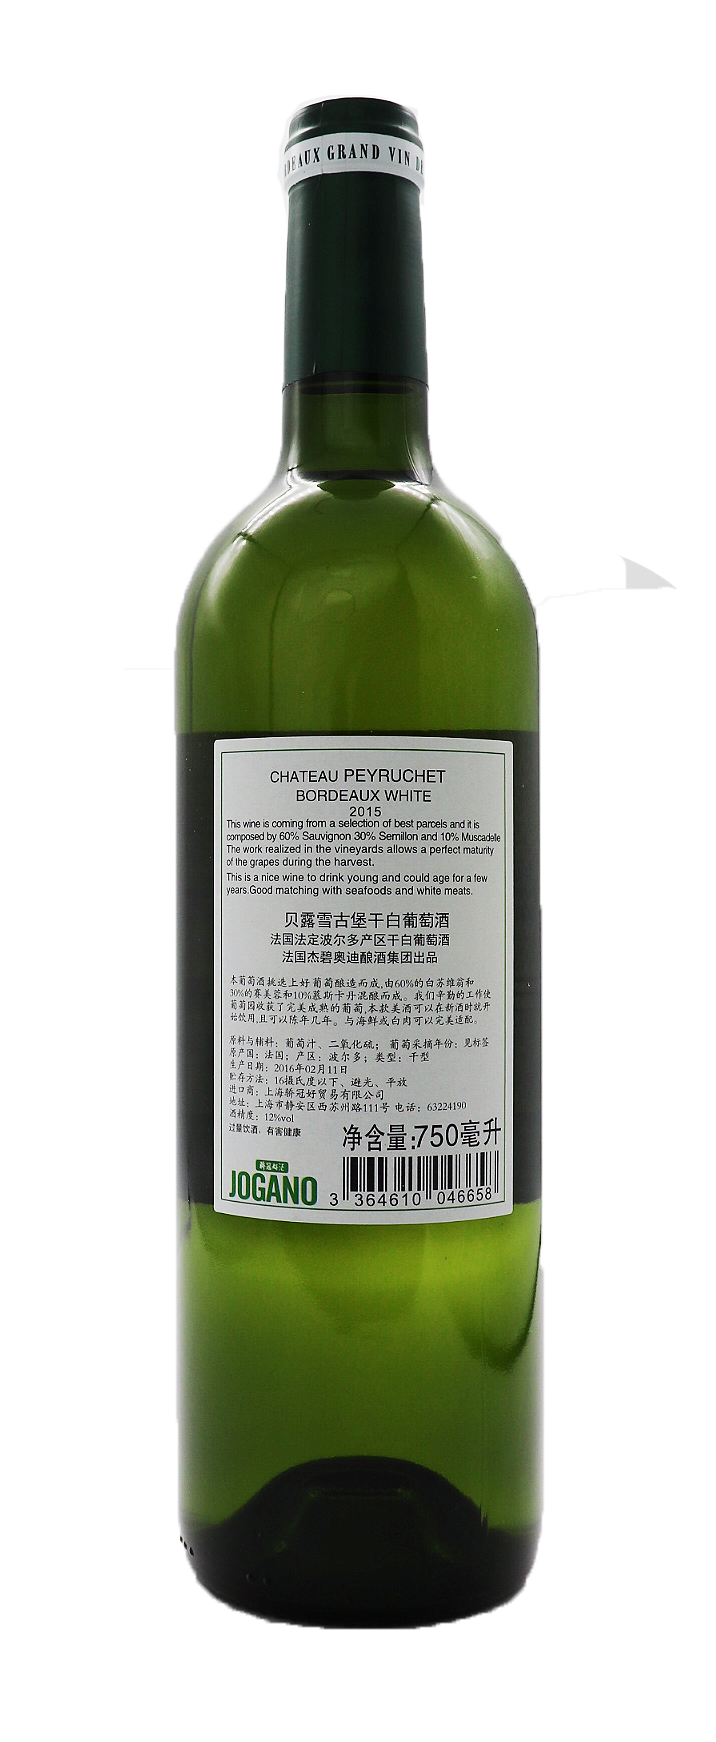 DEAUX GRAND VIN DE
CHATEAU PEYRUCHET
BORDEAUX WHITE
2015
This wine is coming from a selection of best parcels and it is
composed by 60% Sauvignon 30% Semillon and 10% Muscadelle
The work realized in the vineyards allows a perfect maturity
of the grapes during the harvest.
This is a nice wine to drink young and could age for a few
years.Good matching with seafoods and white meats.
贝露雪古堡干白葡萄酒
法国法定波尔多产区干白葡萄酒
法国杰碧奥迪酿酒集团出品
本葡萄酒挑选上好葡萄酿造而成,由60%的白苏维翁和
30%的赛美蓉和10%慕斯卡丹混酿而成。我们辛勤的工作使
葡萄园收获了完美成熟的葡萄,本款美酒可以在新酒时就开
始饮用,且可以陈年几年。与海鲜或白肉可以完美适配。
原料与辅料：葡萄汁、二氧化硫； 葡萄采摘年份：见标签
原产国：法国；产区：波尔多；类型：干型
生产日期：2016年02月11日
贮存方法：16摄氏度以下、避光、平放
进口商：上海骄冠好贸易有限公司
地址：上海市静安区西苏州路111号 电话：63224190
酒精度：12%vol
过量饮酒，有害健康
净含量:750毫升
JOGANO
3 364610 046658